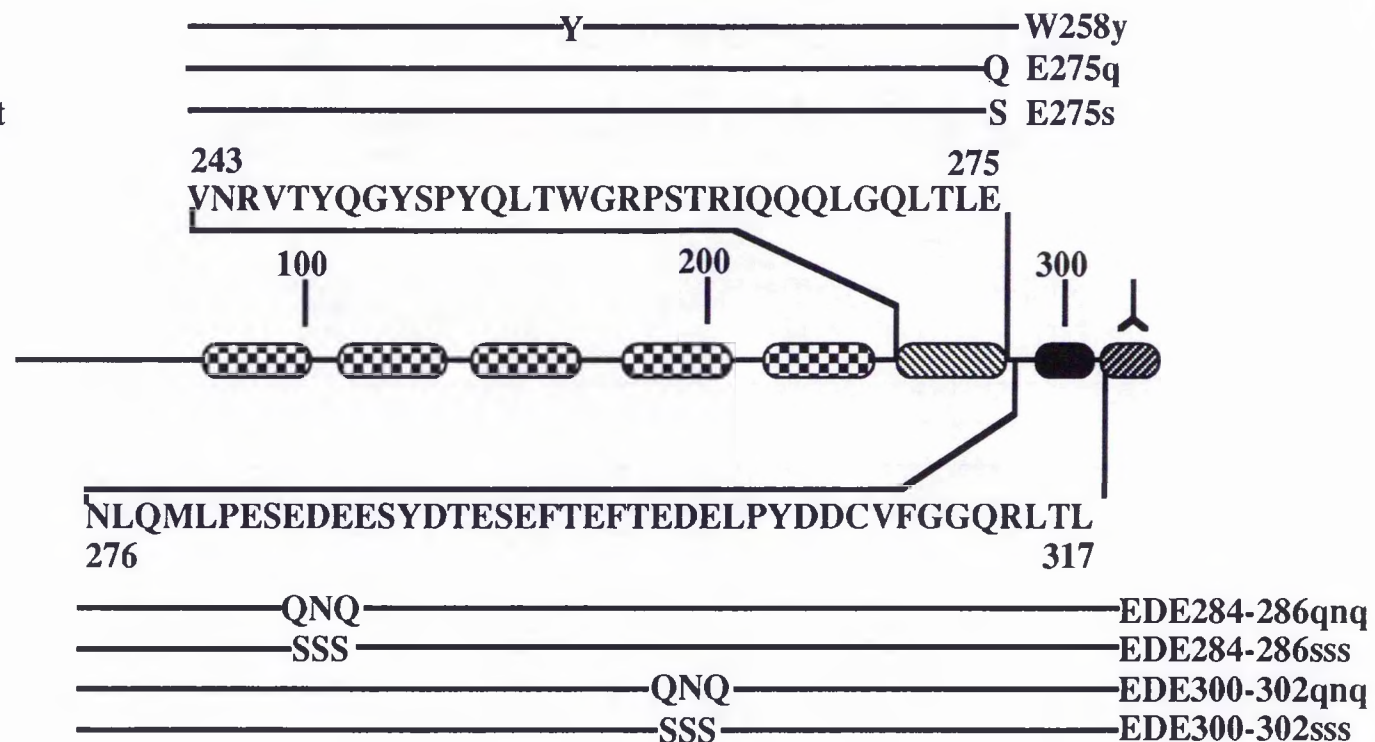 Y W258y
Q E275q
t
S E275s
243 275
VNRVTYQGYSPYQLTWGRPSTRIQQQLGQLTLE
100 200 300
NLQMLPESEDEESYDTESEFTEFTEDELPYDDCVFGGQRLTL
276 317
QNQ EDE284-286qnq
SSS EDE284-286sss
QNQ EDE300-302qnq
SSS EDE300-302sss